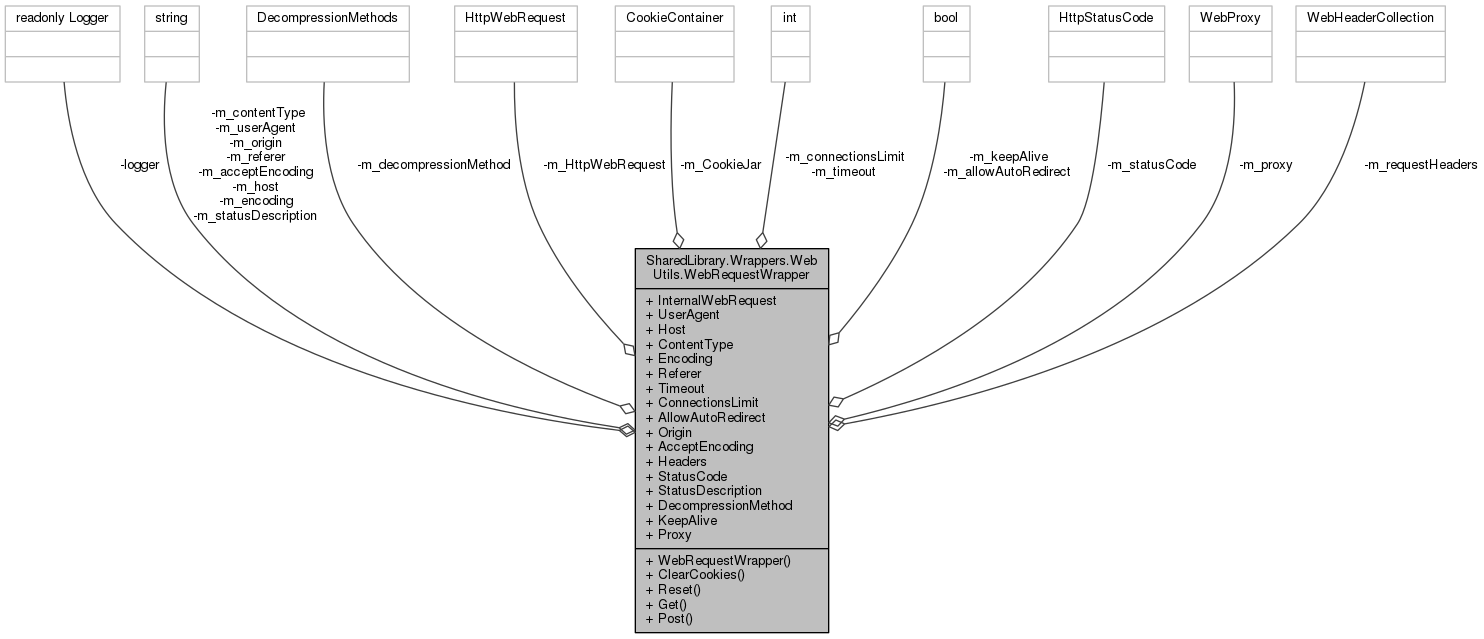 readonly Logger
string
DecompressionMethods
HttpWebRequest
CookieContainer
int
bool
HttpStatusCode
WebProxy
WebHeaderCollection
-logger
-m_contentType
-m_userAgent
-m_origin
-m_referer
-m_acceptEncoding
-m_host
-m_encoding
-m_statusDescription
-m_decompressionMethod
-m_HttpWebRequest
-m_CookieJar
-m_connectionsLimit
-m_timeout
-m_keepAlive
-m_allowAutoRedirect
-m_statusCode
-m_proxy
-m_requestHeaders
SharedLibrary.Wrappers.Web
Utils.WebRequestWrapper
+ InternalWebRequest
+ UserAgent
+ Host
+ ContentType
+ Encoding
+ Referer
+ Timeout
+ ConnectionsLimit
+ AllowAutoRedirect
+ Origin
+ AcceptEncoding
+ Headers
+ StatusCode
+ StatusDescription
+ DecompressionMethod
+ KeepAlive
+ Proxy
+ WebRequestWrapper()
+ ClearCookies()
+ Reset()
+ Get()
+ Post()